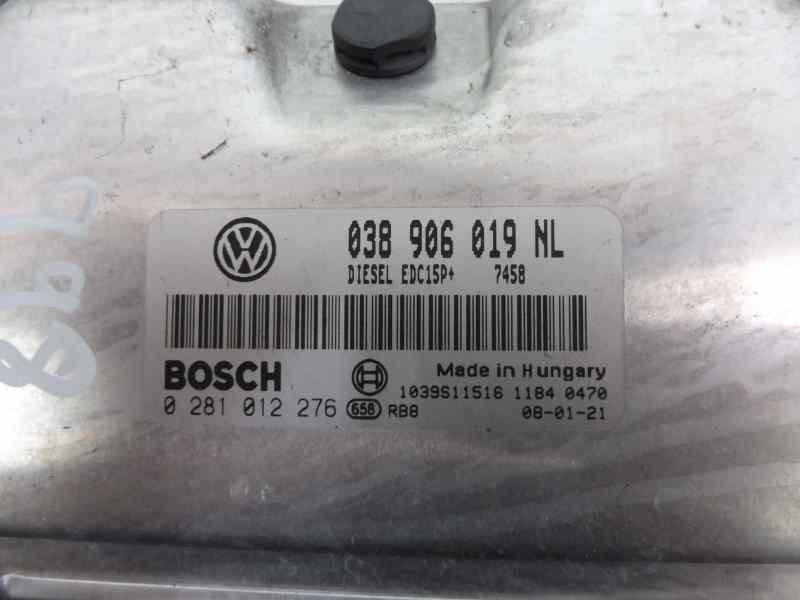 038 906 019 NL
DIESEL EDC15P+ 7458
BOSCH
Made in Hungary
1039S11516 1184 0470
0 281 012 276 658 RB8
08-01-21